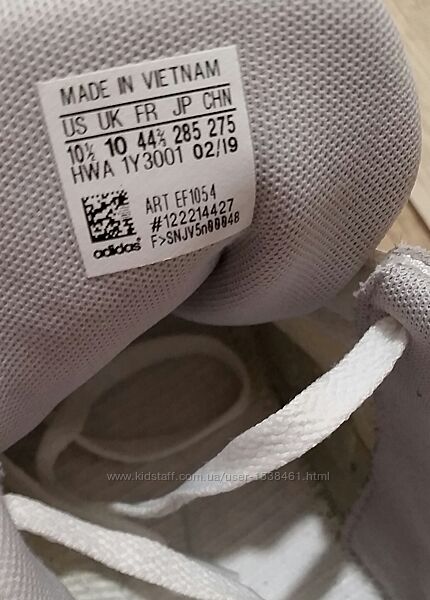 MADE IN VIETNAM
US UK FR JP CHN
10½ 10 44⅔ 285 275
HWA 1Y3001 02/19
ART EF1054
#122214427
F>SNJV5n00048
adidas
www.kidstaff.com.ua/user-1538461.html